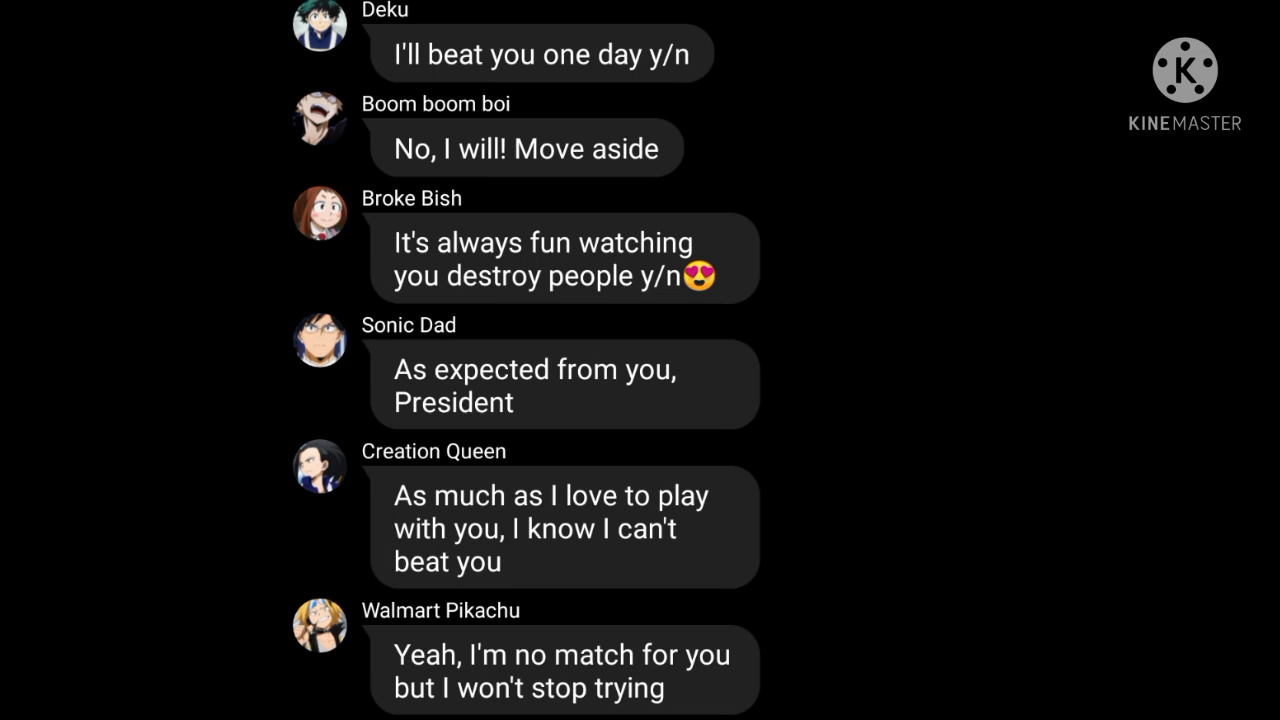 Deku
I'll beat you one day y/n
Boom boom boi
No, I will! Move aside
Broke Bish
It's always fun watching
you destroy people y/n😍
Sonic Dad
As expected from you,
President
Creation Queen
As much as I love to play
with you, I know I can't
beat you
Walmart Pikachu
Yeah, I'm no match for you
but I won't stop trying
K
KINEMASTER